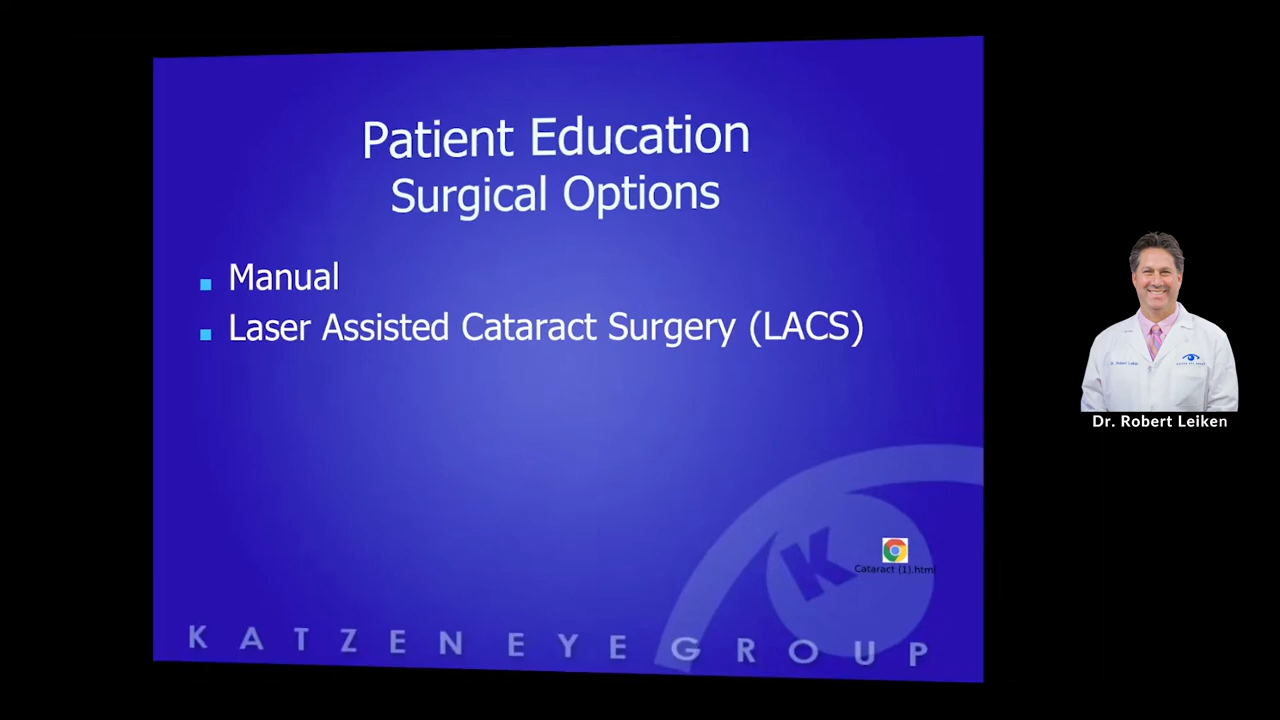 Patient Education
Surgical Options
Manual
Laser Assisted Cataract Surgery (LACS)
K
Cataract (1).html
KATZEN EYE GROUP
Dr. Robert Leiken